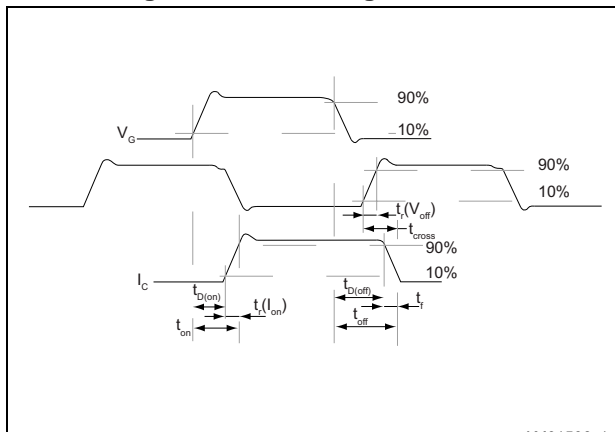 90%
V_G
10%
90%
10%
t_r(V_off)
t_cross
90%
I_C
10%
t_D(on)
t_D(off)
t_f
t_r(I_on)
t_on
t_off